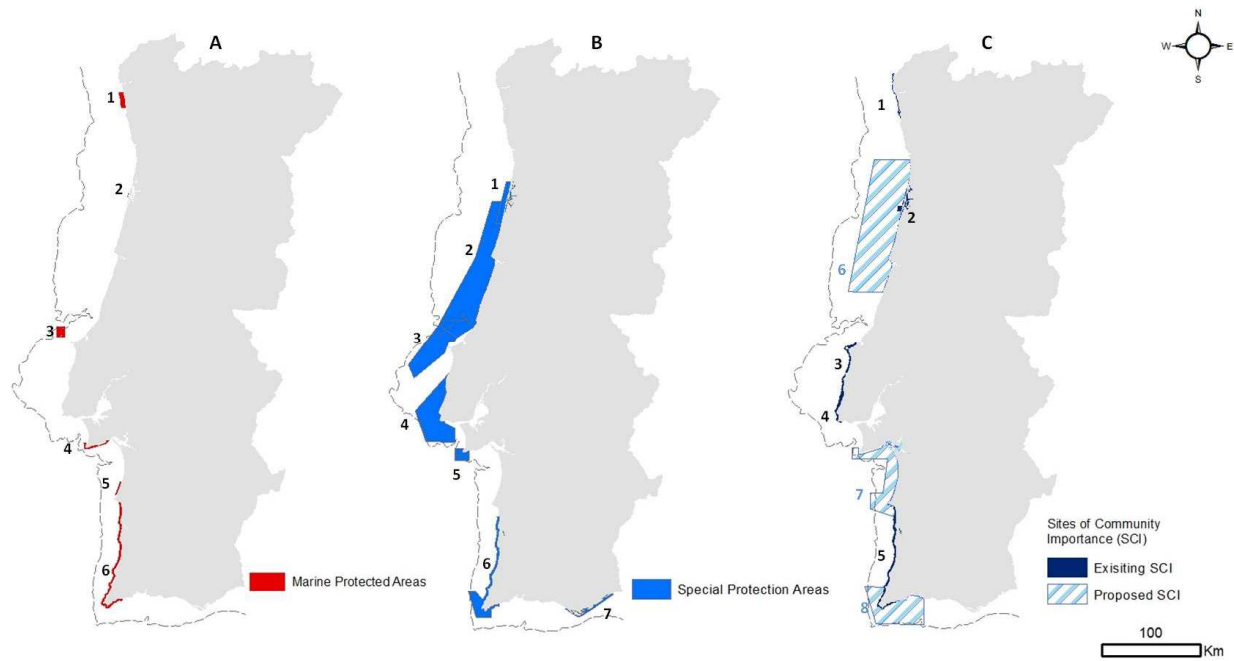 A
B
C
N
W
E
S
1
2
3
4
5
6
Marine Protected Areas
1
2
3
4
5
6
7
Special Protection Areas
1
2
6
3
4
7
5
8
Sites of Community
Importance (SCI)
Exisiting SCI
Proposed SCI
100
Km